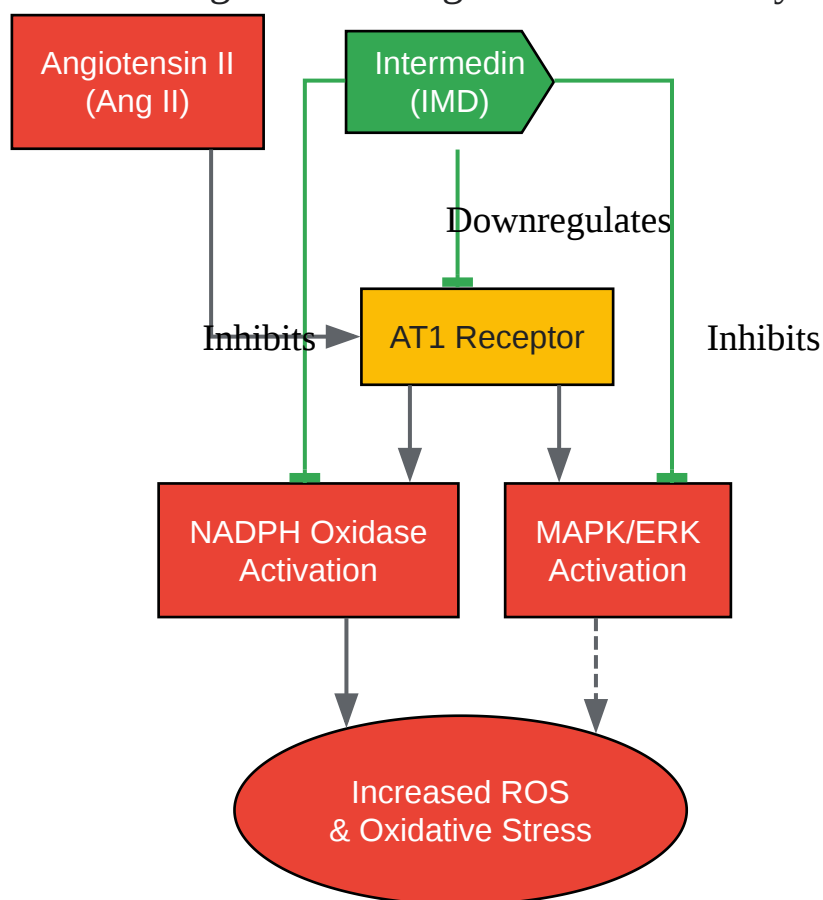 Angiotensin II
(Ang II)
Intermedin
(IMD)
Downregulates
Inhibits
AT1 Receptor
Inhibits
NADPH Oxidase
Activation
MAPK/ERK
Activation
Increased ROS
& Oxidative Stress